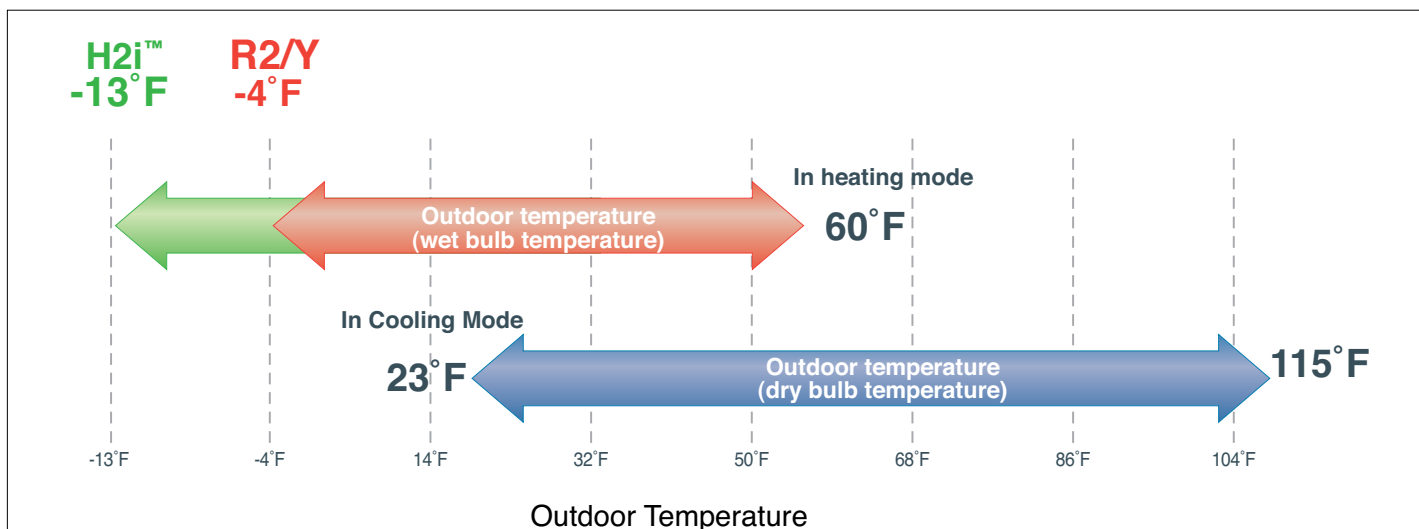 H2i™
-13˚F
R2/Y
-4˚F
In heating mode
Outdoor temperature
(wet bulb temperature)
60˚F
In Cooling Mode
23˚F
Outdoor temperature
(dry bulb temperature)
115˚F
-13˚F -4˚F 14˚F 32˚F 50˚F 68˚F 86˚F 104˚F
Outdoor Temperature